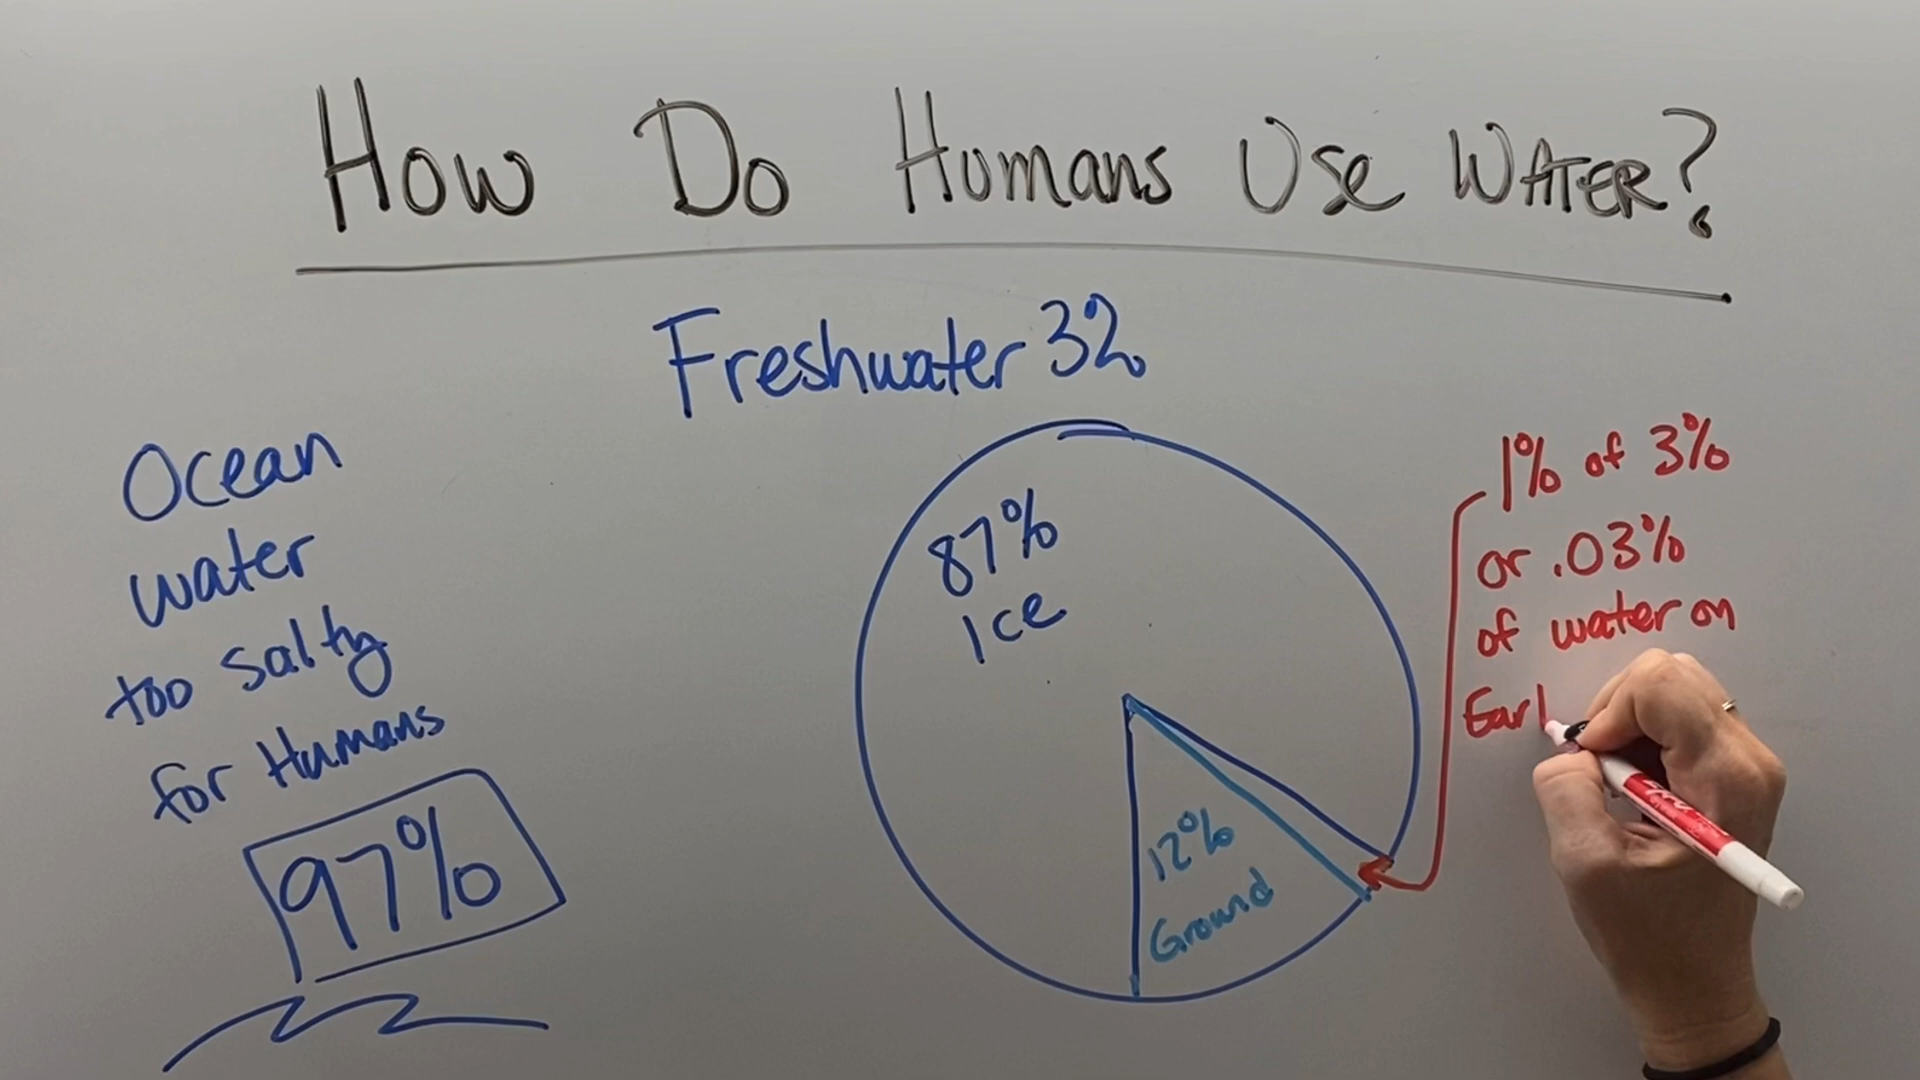 How Do Humans Use WATER?
Freshwater 3%
Ocean
water
too salty
for Humans
97%
87%
Ice
12%
Ground
1% of 3%
or .03%
of water on
Eart